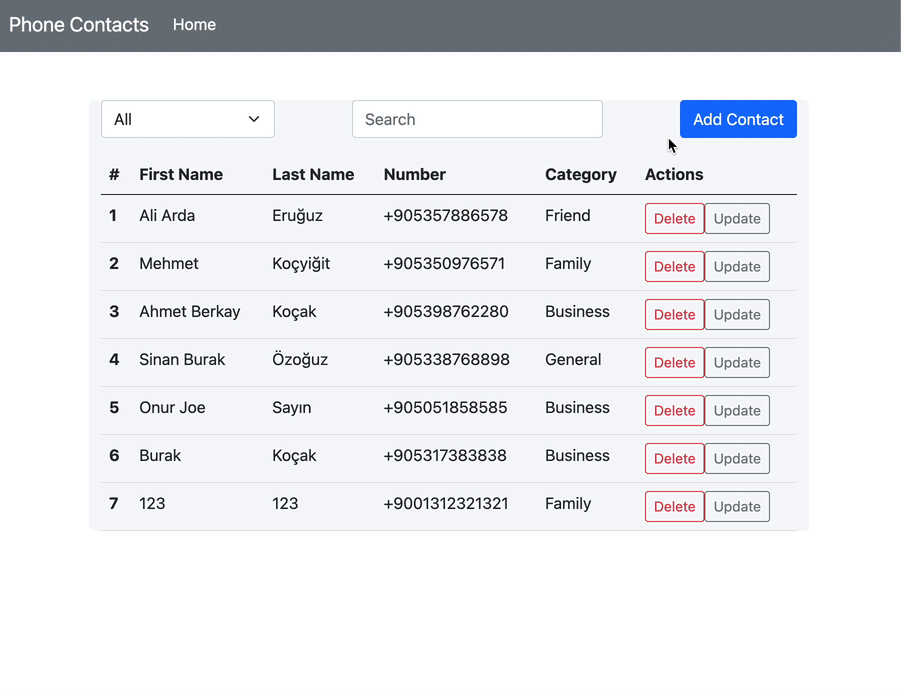 Phone Contacts Home
All Search Add Contact
# First Name Last Name Number Category Actions
1 Ali Arda Eruğuz +905357886578 Friend Delete Update
2 Mehmet Koçyiğit +905350976571 Family Delete Update
3 Ahmet Berkay Koçak +905398762280 Business Delete Update
4 Sinan Burak Özoğuz +905338768898 General Delete Update
5 Onur Joe Sayın +905051858585 Business Delete Update
6 Burak Koçak +905317383838 Business Delete Update
7 123 123 +9001312321321 Family Delete Update